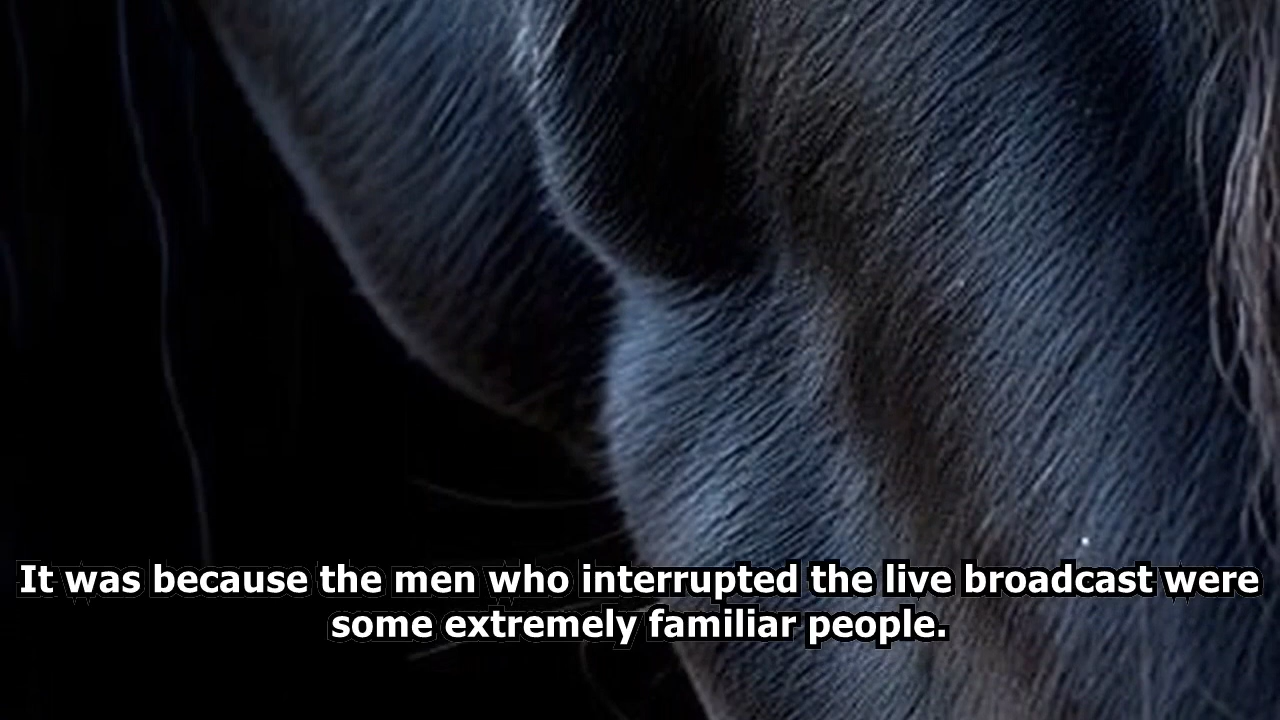 It was because the men who interrupted the live broadcast were
some extremely familiar people.